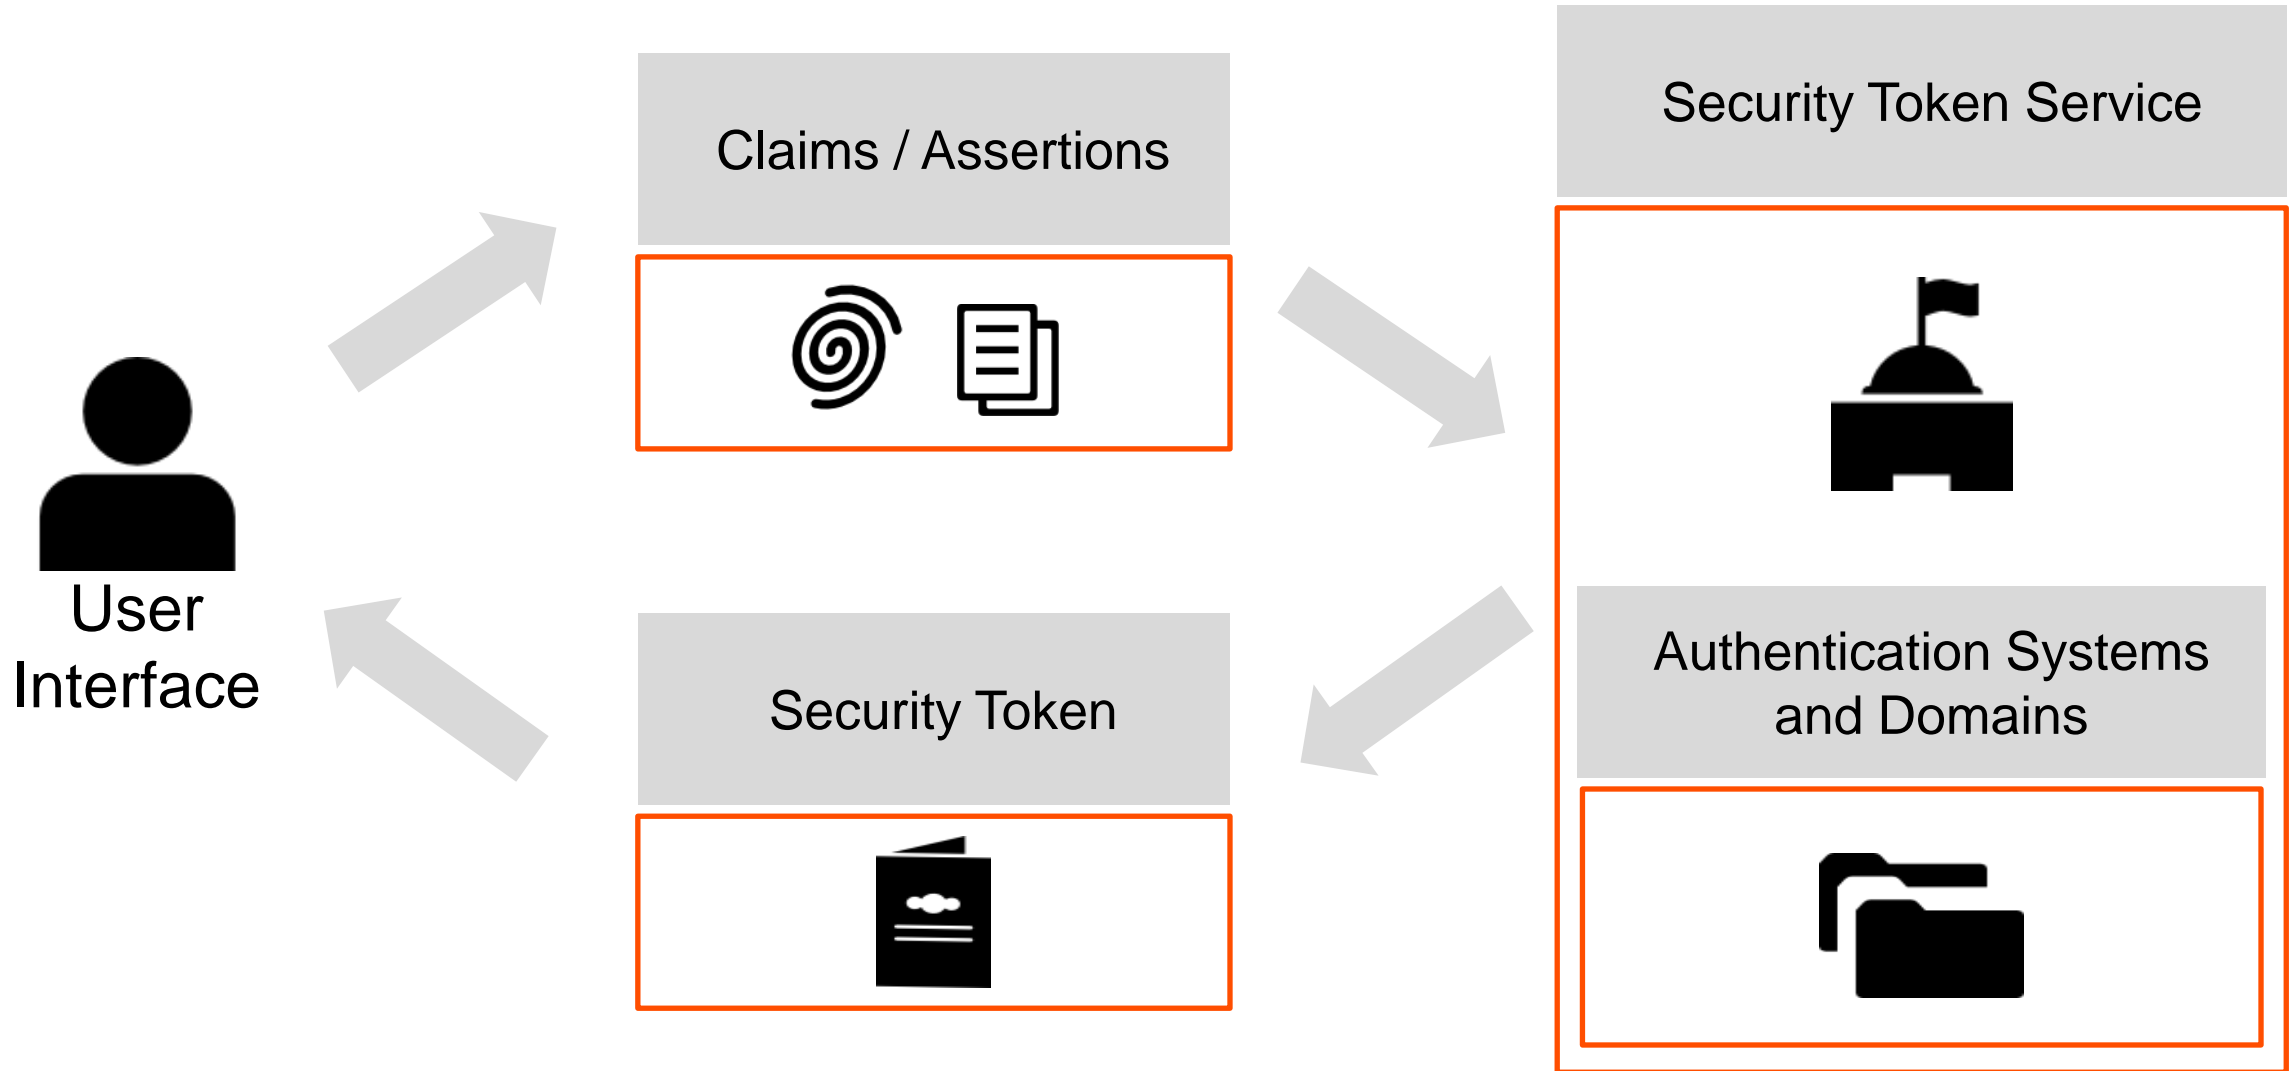 Security Token Service
Claims / Assertions
User
Interface
Security Token
Authentication Systems
and Domains